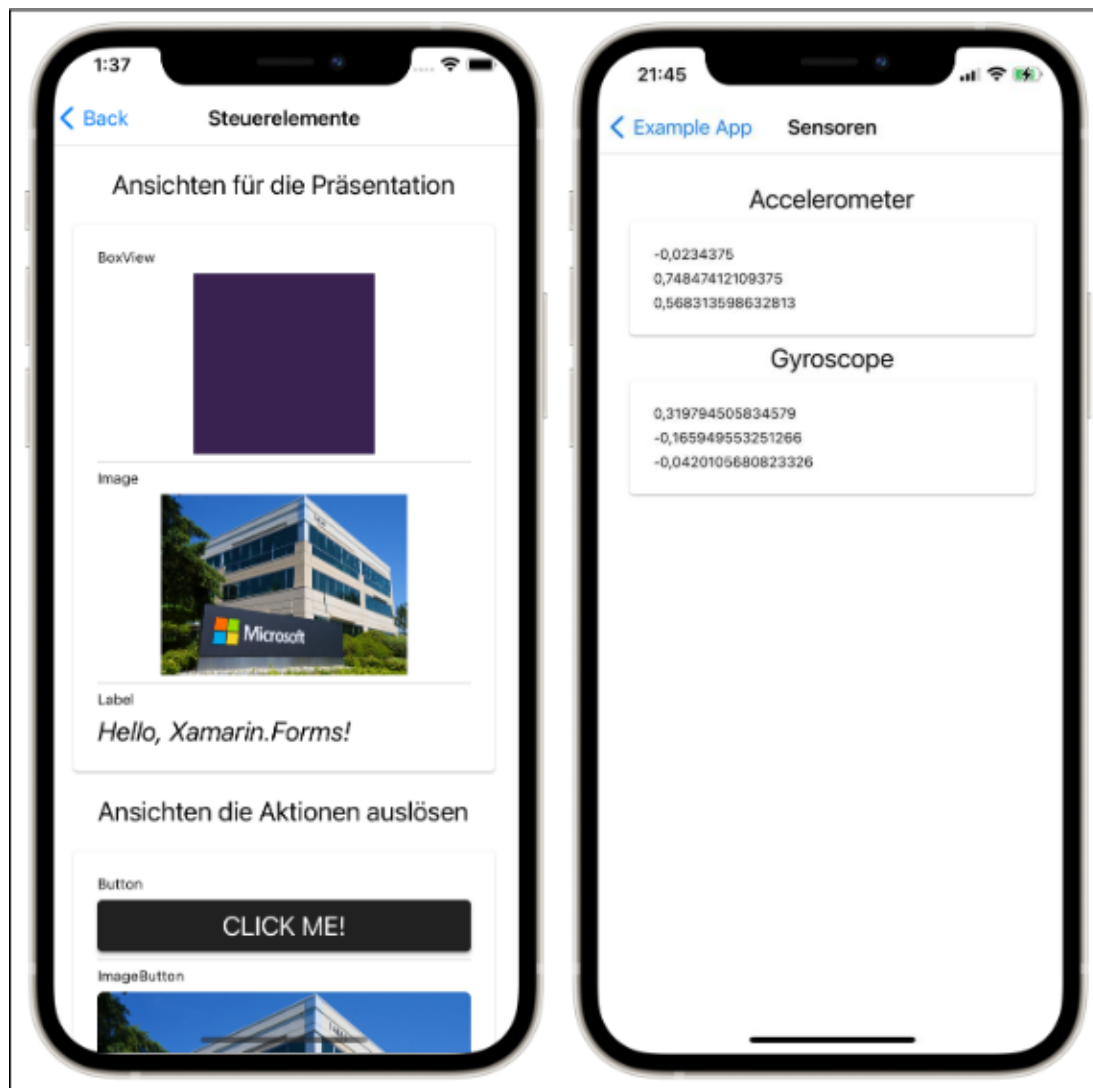 1:37
Back
Steuerelemente
Ansichten für die Präsentation
BoxView
Image
Microsoft
Label
Hello, Xamarin.Forms!
Ansichten die Aktionen auslösen
Button
CLICK ME!
ImageButton
21:45
Example App
Sensoren
Accelerometer
-0,0234375
0,74847412109375
0,568313598632813
Gyroscope
0,319794505834579
-0,165949553251266
-0,0420105680823326